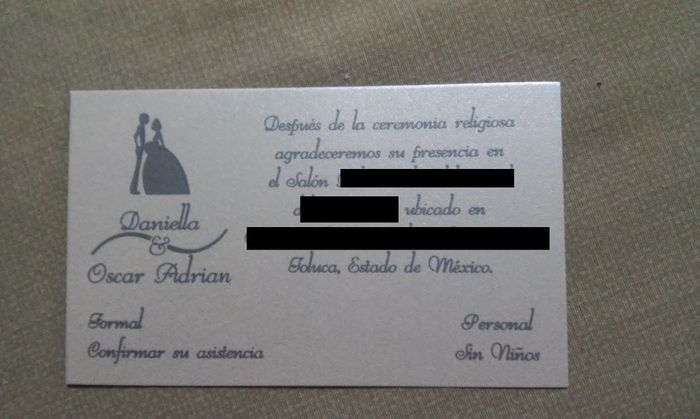 Daniella
&
Oscar Adrian
Después de la ceremonia religiosa
agradeceremos su presencia en
el Salón
ubicado en
Toluca, Estado de México.
Formal
Confirmar su asistencia
Personal
Sin Niños